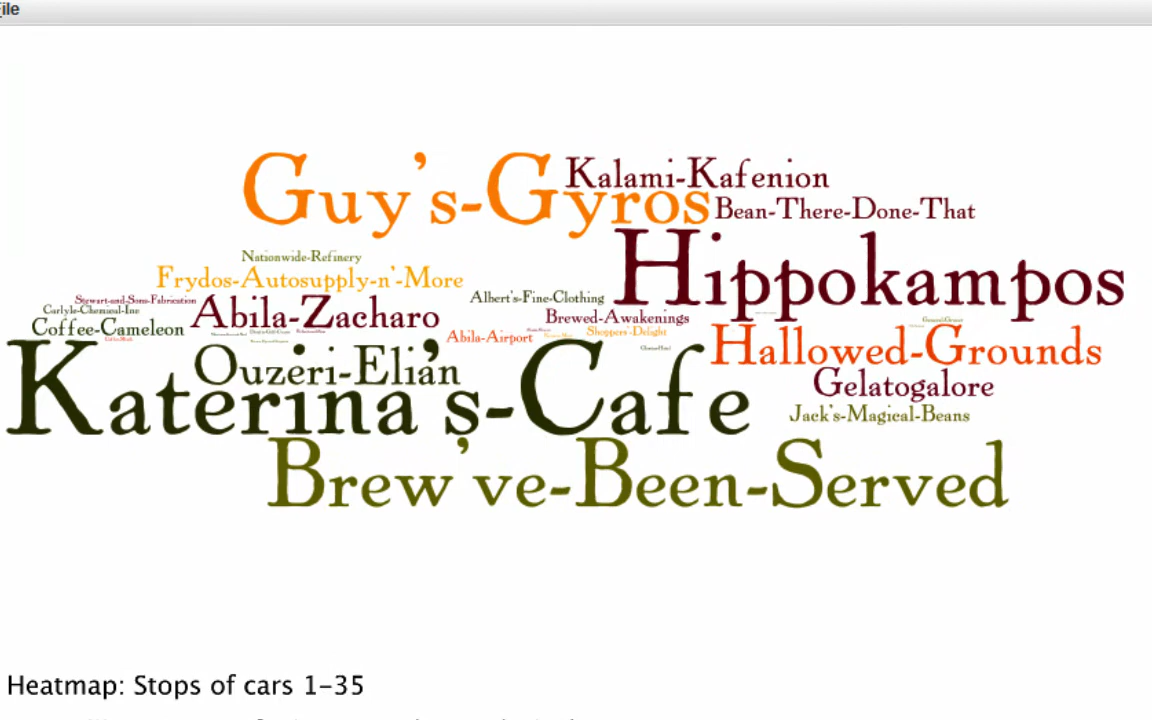 ile
Guy's-Gyros
Kalami-Kafenion
Bean-There-Done-That
Hippokampos
Nationwide-Refinery
Frydos-Autosupply-n'-More
Stewart-and-Sons-Fabrication
Albert's-Fine-Clothing
Carlyle-Chemical-Inc
Abila-Zacharo
Brewed-Awakenings
Coffee-Cameleon
Abila-Airport
Shoppers'-Delight
Hallowed-Grounds
Katerina's-Cafe
Ouzeri-Elian
Gelatogalore
Jack's-Magical-Beans
Brew've-Been-Served
Heatmap: Stops of cars 1-35